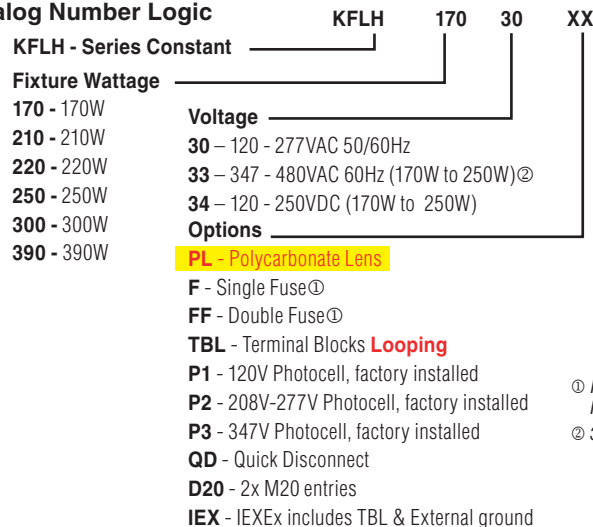 alog Number Logic
KFLH 170 30 XX
KFLH - Series Constant
Fixture Wattage
170 - 170W
210 - 210W
220 - 220W
250 - 250W
300 - 300W
390 - 390W
Voltage
30 – 120 - 277VAC 50/60Hz
33 – 347 - 480VAC 60Hz (170W to 250W)②
34 – 120 - 250VDC (170W to 250W)
Options
PL - Polycarbonate Lens
F - Single Fuse①
FF - Double Fuse①
TBL - Terminal Blocks Looping
P1 - 120V Photocell, factory installed
P2 - 208V-277V Photocell, factory installed
P3 - 347V Photocell, factory installed
QD - Quick Disconnect
D20 - 2x M20 entries
IEX - IEXEx includes TBL & External ground
①
② 3